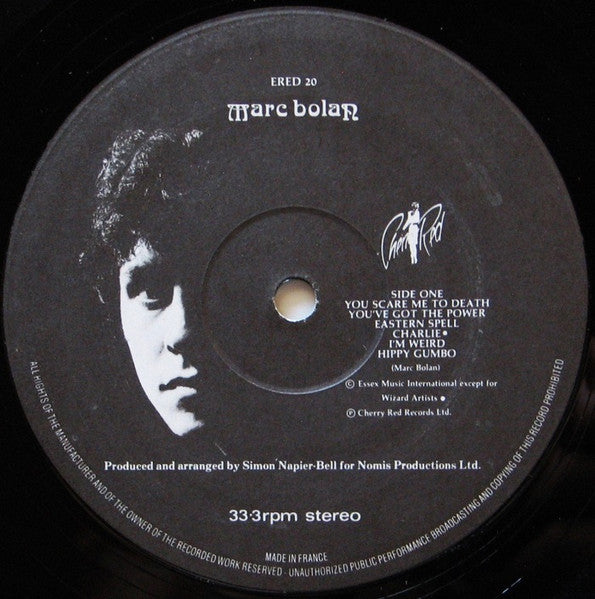 ERED 20
Marc bolan
Cherry Red
SIDE ONE
YOU SCARE ME TO DEATH
YOU'VE GOT THE POWER
EASTERN SPELL
CHARLIE●
I'M WEIRD
HIPPY GUMBO
(Marc Bolan)
© Essex Music International except for
Wizard Artists ●
℗ Cherry Red Records Ltd.
Produced and arranged by Simon Napier-Bell for Nomis Productions Ltd.
33·3rpm stereo
MADE IN FRANCE
ALL RIGHTS OF THE MANUFACTURER AND OF THE OWNER OF THE RECORDED WORK RESERVED - UNAUTHORIZED PUBLIC PERFORMANCE BROADCASTING AND COPYING OF THIS RECORD PROHIBITED